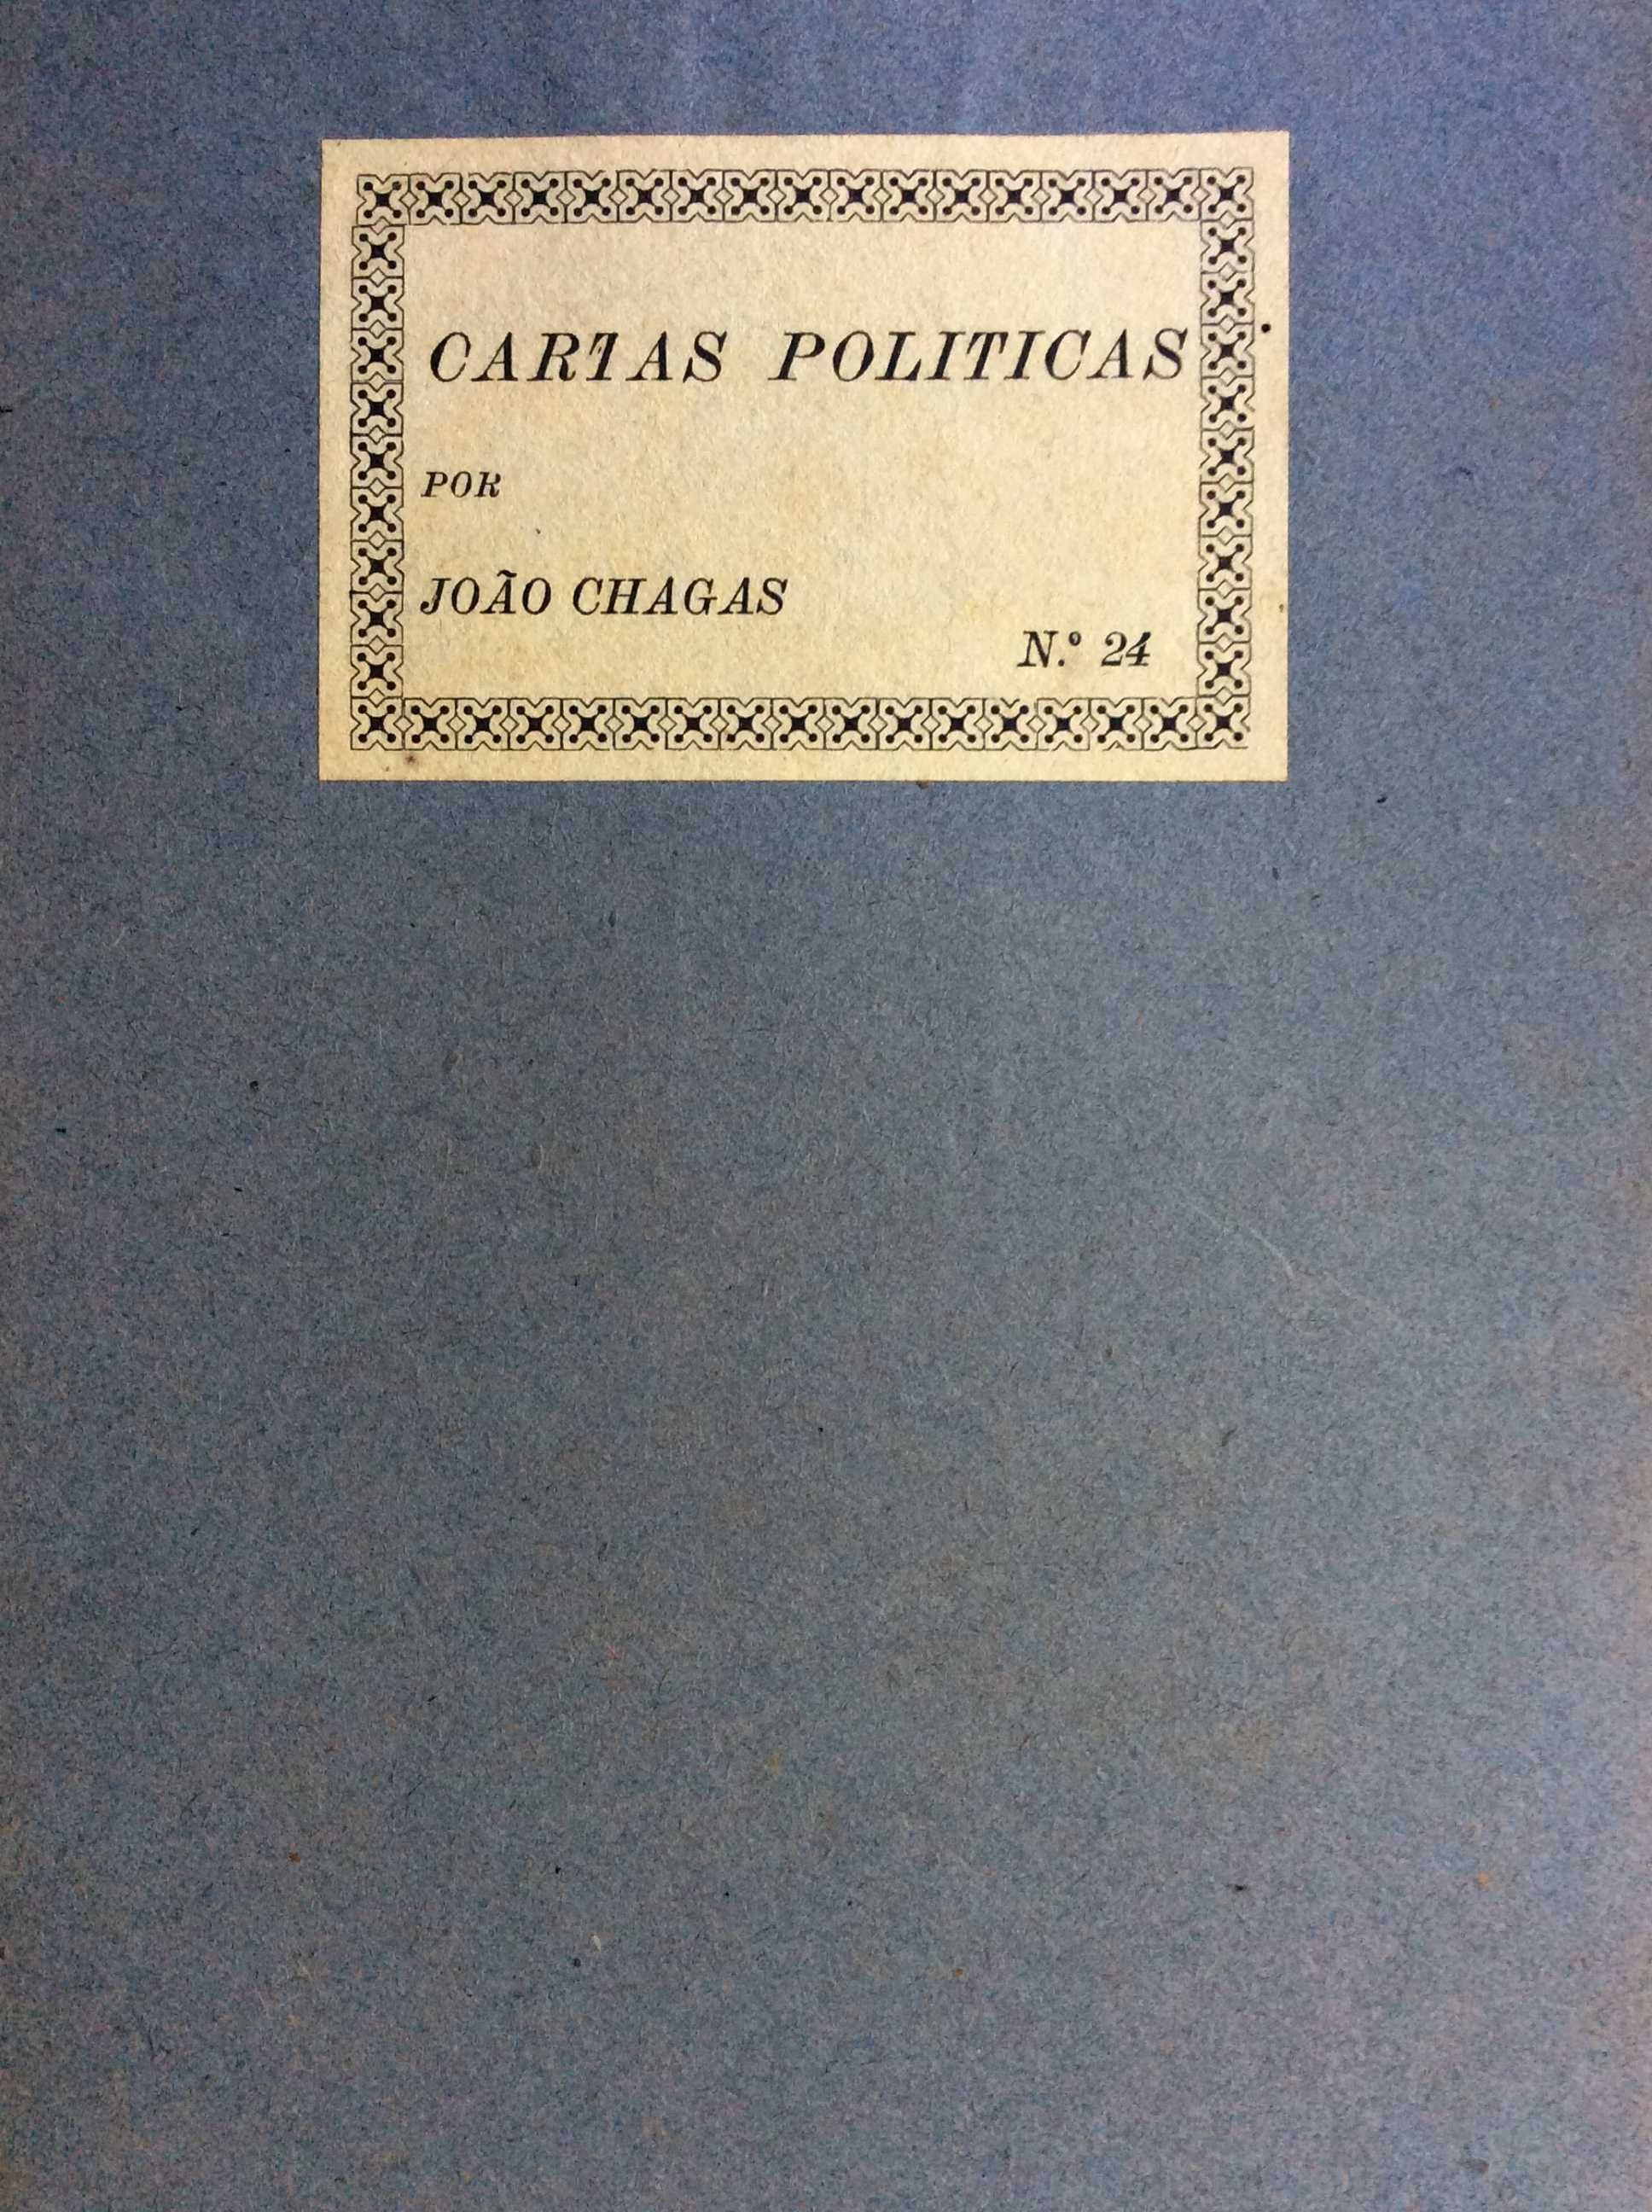 CARTAS POLITICAS
POR
JOÃO CHAGAS
N.º 24